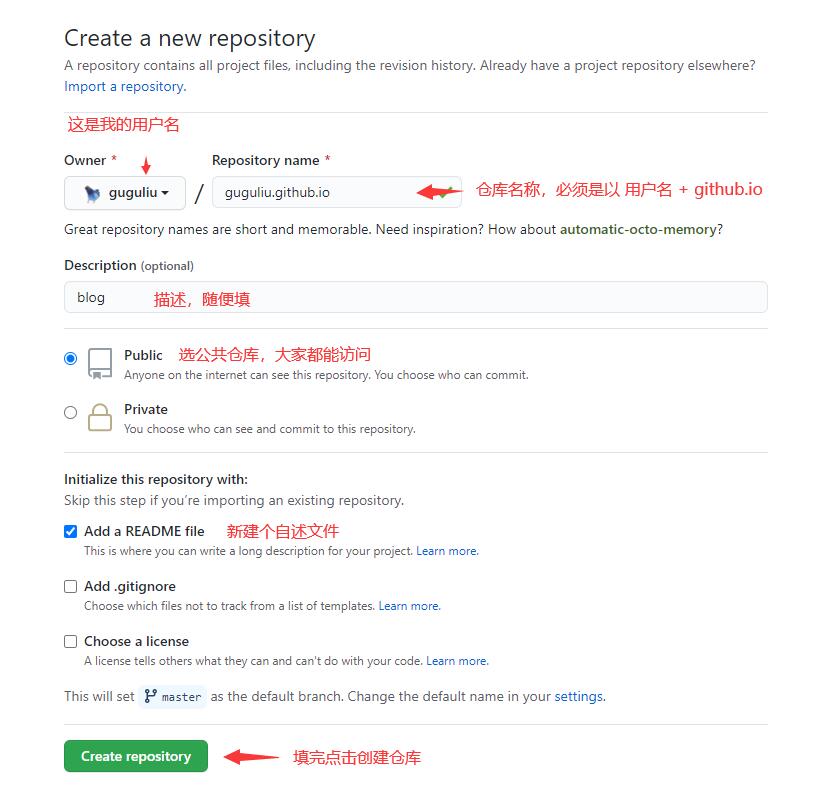 Create a new repository
A repository contains all project files, including the revision history. Already have a project repository elsewhere?
Import a repository.
这是我的用户名
Owner *
Repository name *
guguliu
/
guguliu.github.io
仓库名称，必须是以 用户名 + github.io
Great repository names are short and memorable. Need inspiration? How about automatic-octo-memory?
Description (optional)
blog
描述，随便填
Public
选公共仓库，大家都能访问
Anyone on the internet can see this repository. You choose who can commit.
Private
You choose who can see and commit to this repository.
Initialize this repository with:
Skip this step if you're importing an existing repository.
Add a README file
新建个自述文件
This is where you can write a long description for your project. Learn more.
Add .gitignore
Choose which files not to track from a list of templates. Learn more.
Choose a license
A license tells others what they can and can't do with your code. Learn more.
This will set master as the default branch. Change the default name in your settings.
Create repository
填完点击创建仓库